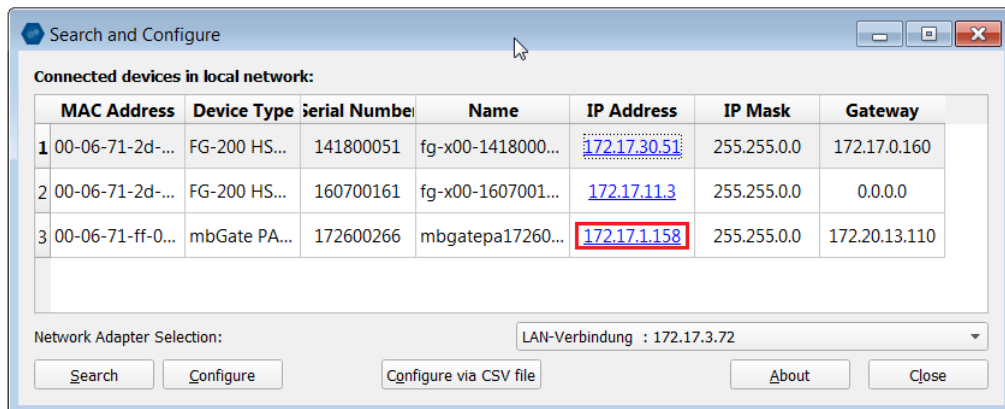 Search and Configure
Connected devices in local network:
MAC Address Device Type Serial Number Name IP Address IP Mask Gateway
1 00-06-71-2d-... FG-200 HS... 141800051 fg-x00-1418000... 172.17.30.51 255.255.0.0 172.17.0.160
2 00-06-71-2d-... FG-200 HS... 160700161 fg-x00-1607001... 172.17.11.3 255.255.0.0 0.0.0.0
3 00-06-71-ff-0... mbGate PA... 172600266 mbgatepa17260... 172.17.1.158 255.255.0.0 172.20.13.110
Network Adapter Selection: LAN-Verbindung : 172.17.3.72
Search Configure Configure via CSV file About Close